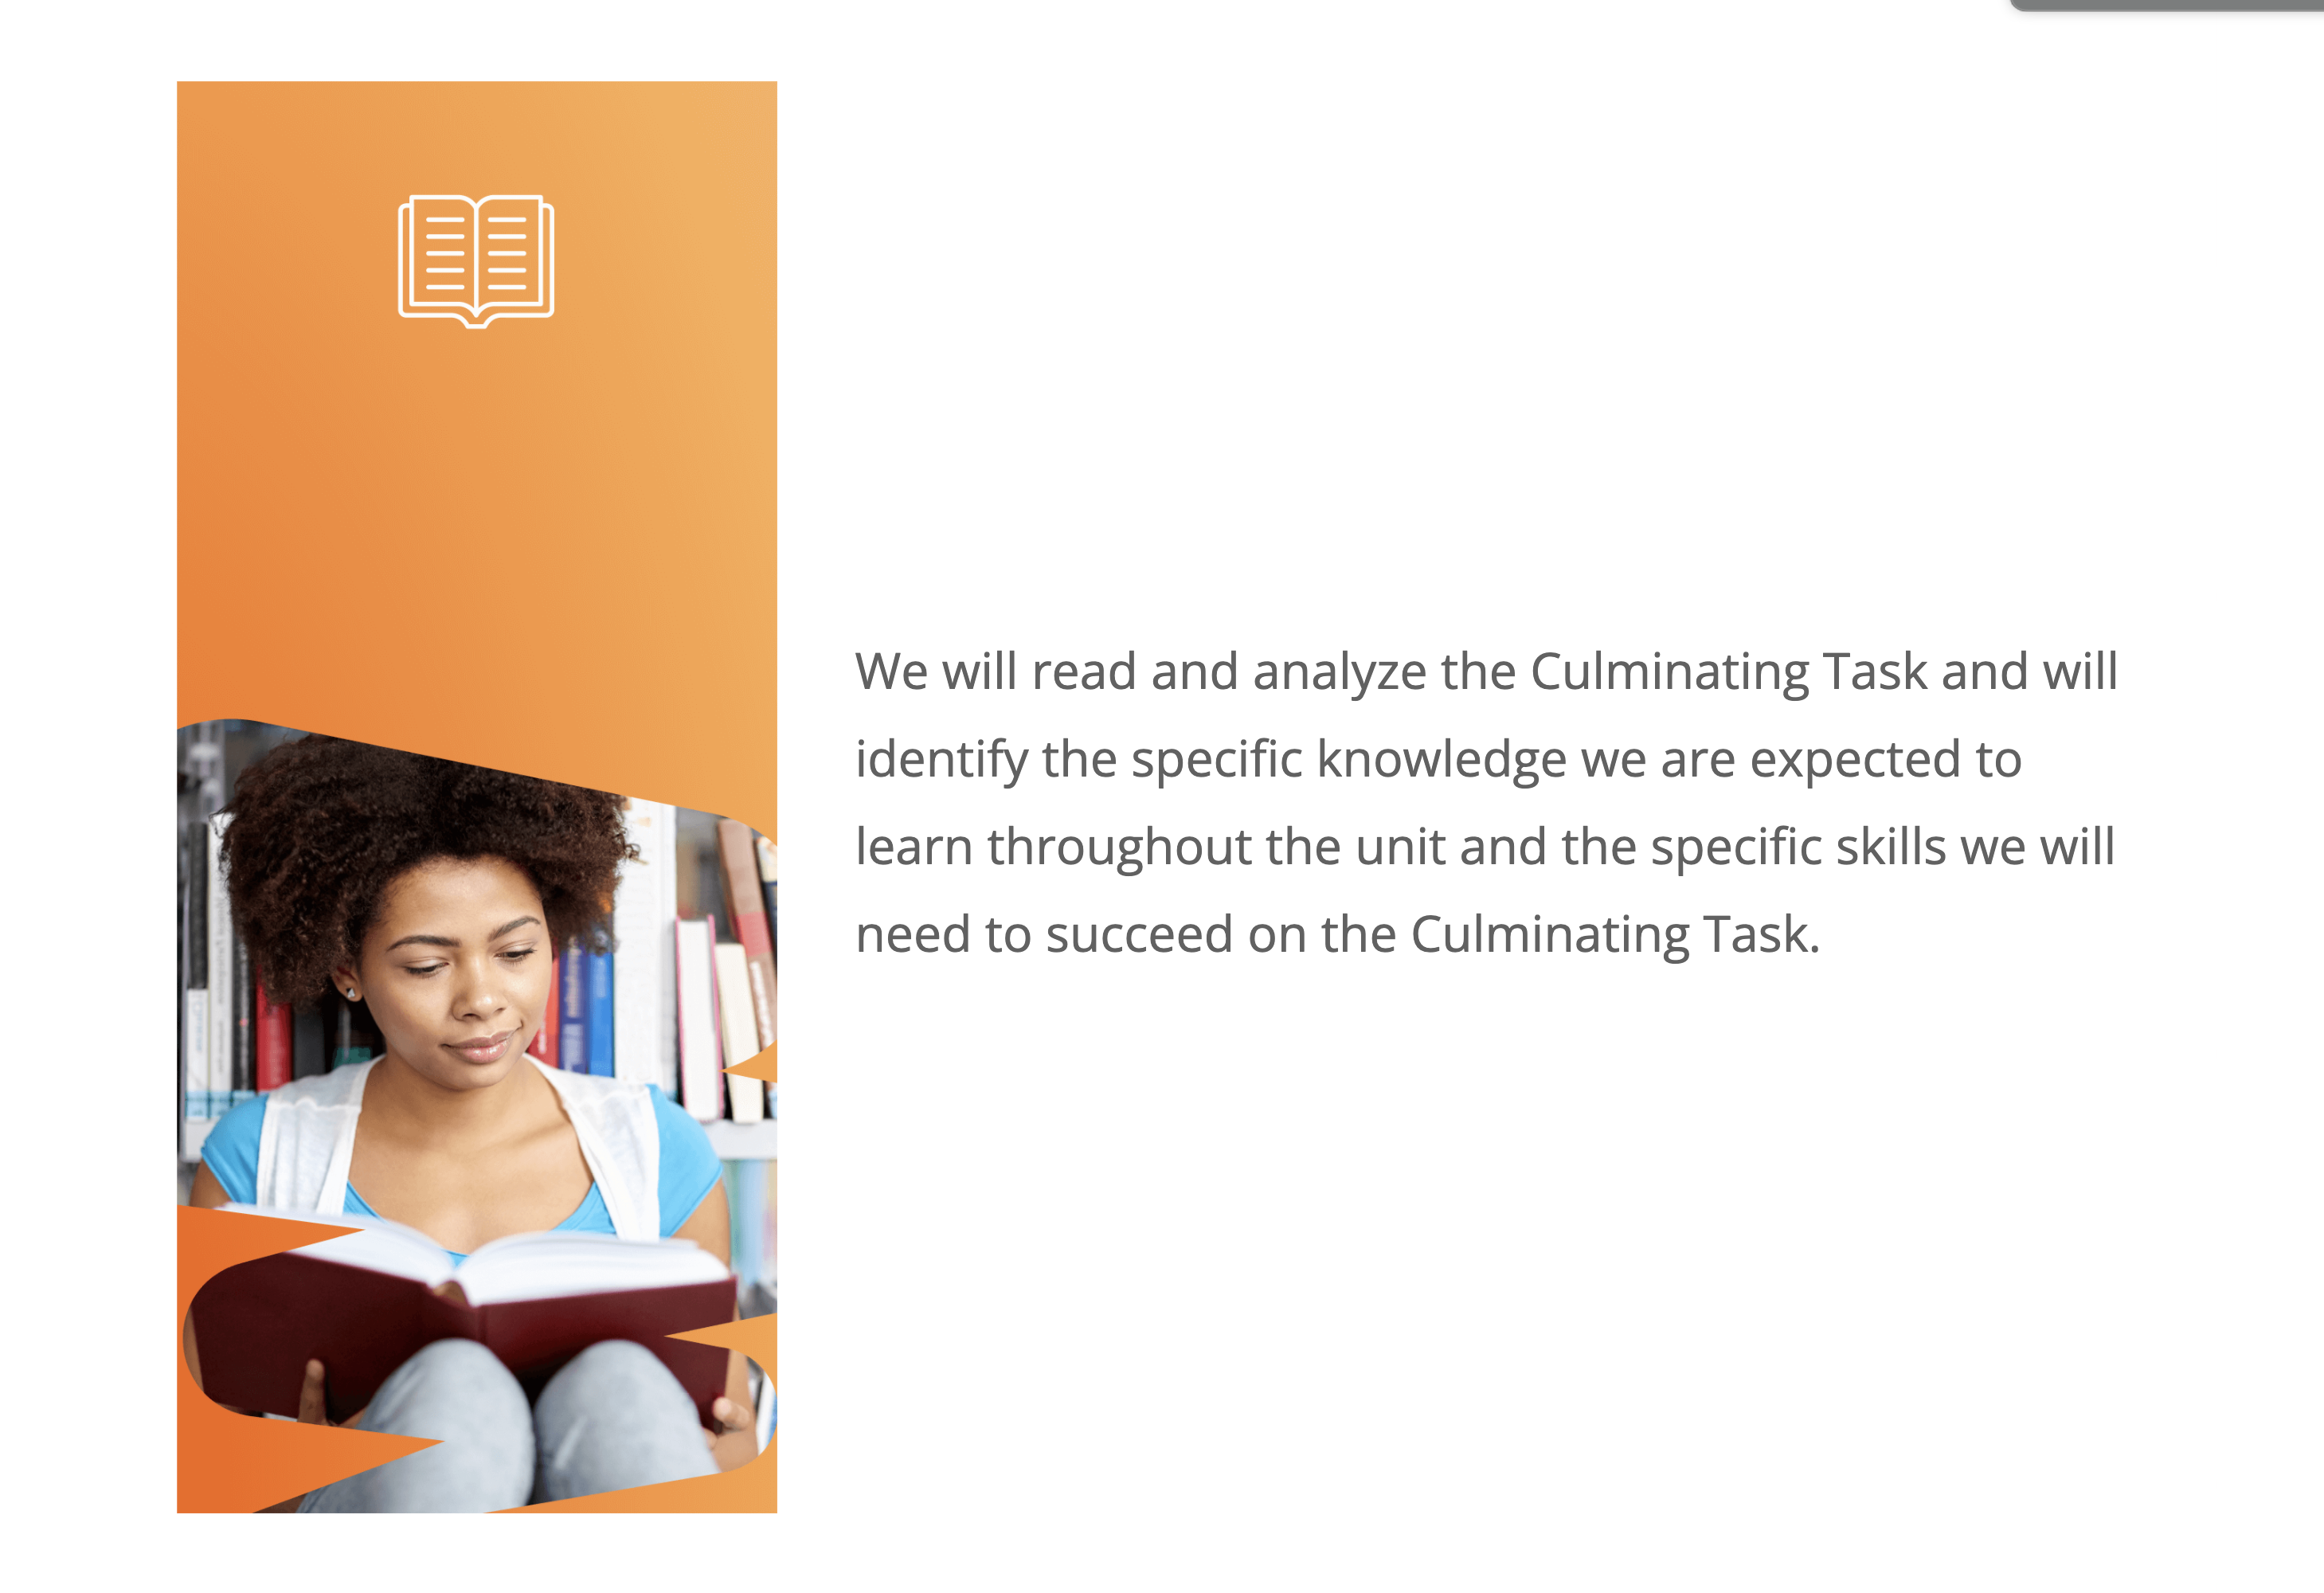 We will read and analyze the Culminating Task and will
identify the specific knowledge we are expected to
learn throughout the unit and the specific skills we will
need to succeed on the Culminating Task.